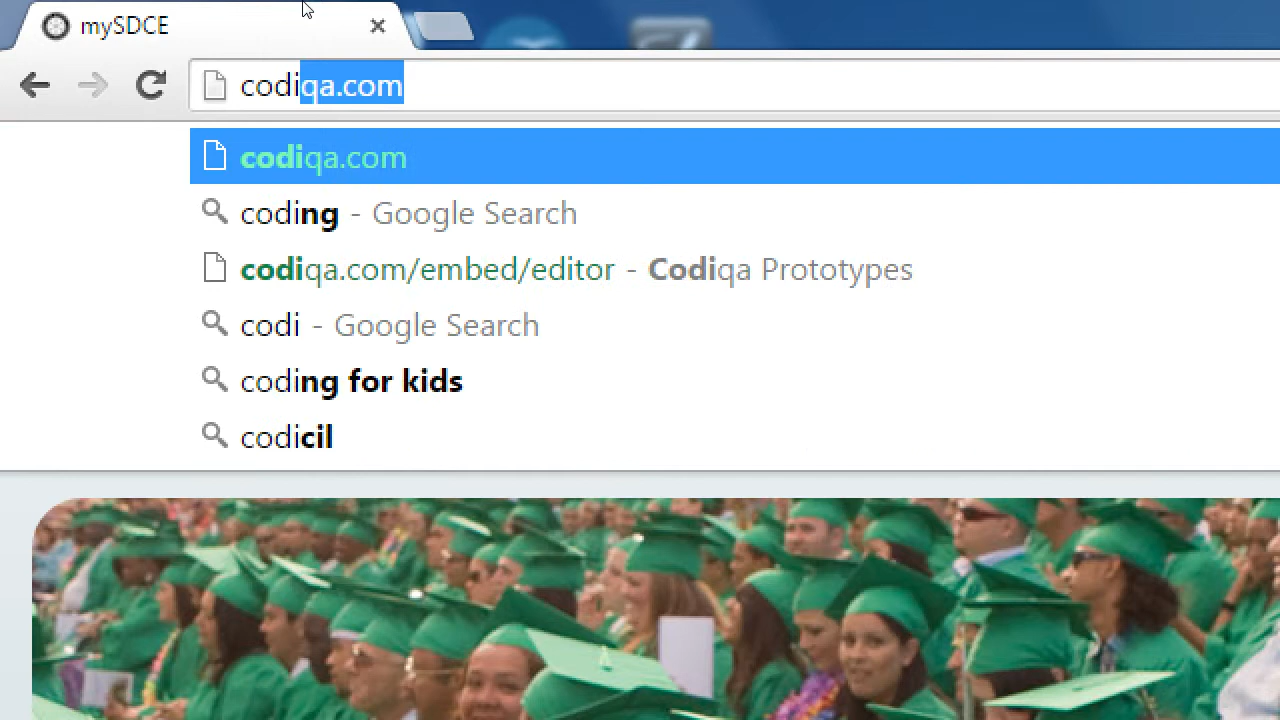 mySDCE
codiqa.com
codiqa.com
coding - Google Search
codiqa.com/embed/editor - Codiqa Prototypes
codi - Google Search
coding for kids
codicil